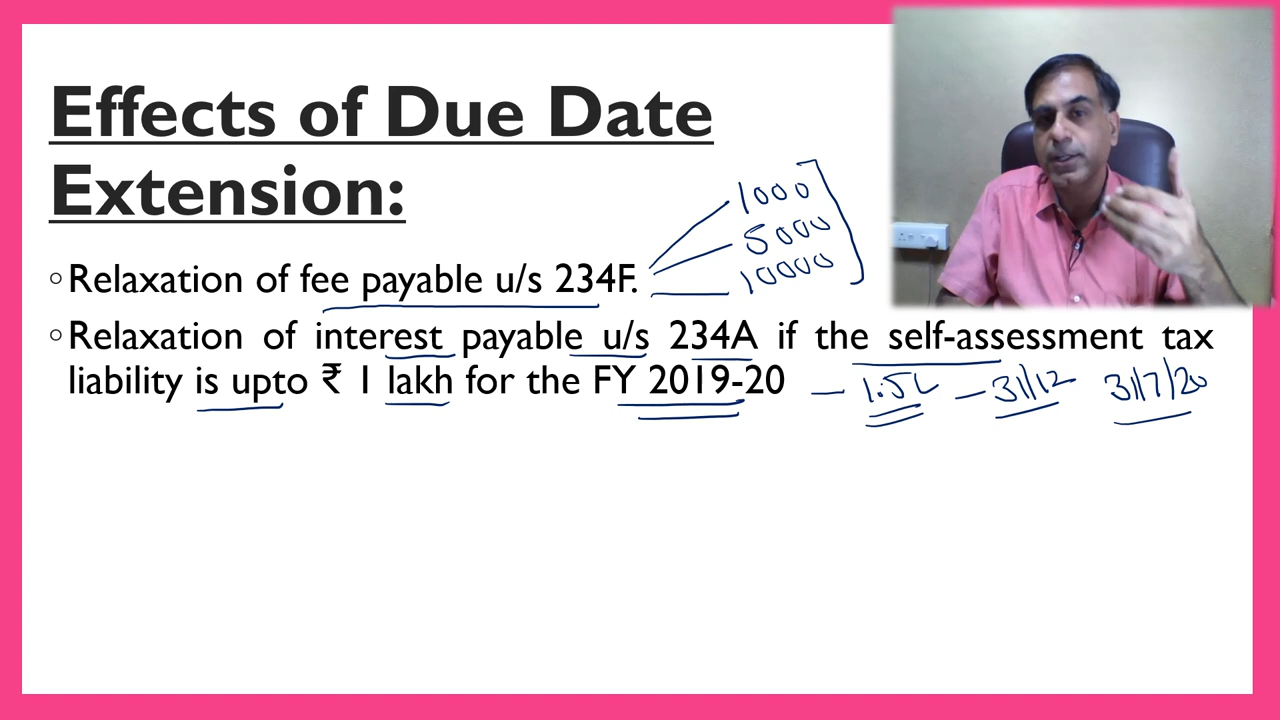 Effects of Due Date
Extension:
1000
5000
10000
◦Relaxation of fee payable u/s 234F.
◦Relaxation of interest payable u/s 234A if the self-assessment tax
liability is upto ₹ 1 lakh for the FY 2019-20 — 1.5L — 31/12 31/7/20